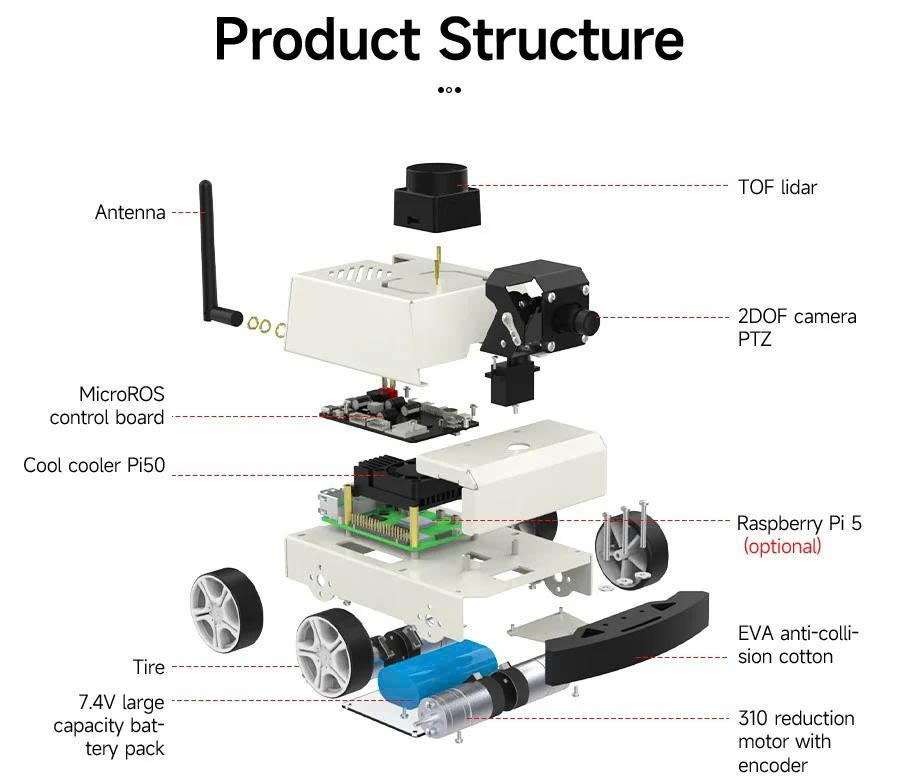 Product Structure
TOF lidar
Antenna
2DOF camera
PTZ
MicroROS
control board
Cool cooler Pi50
Raspberry Pi 5
(optional)
EVA anti-colli-
sion cotton
Tire
7.4V large
capacity bat-
tery pack
310 reduction
motor with
encoder